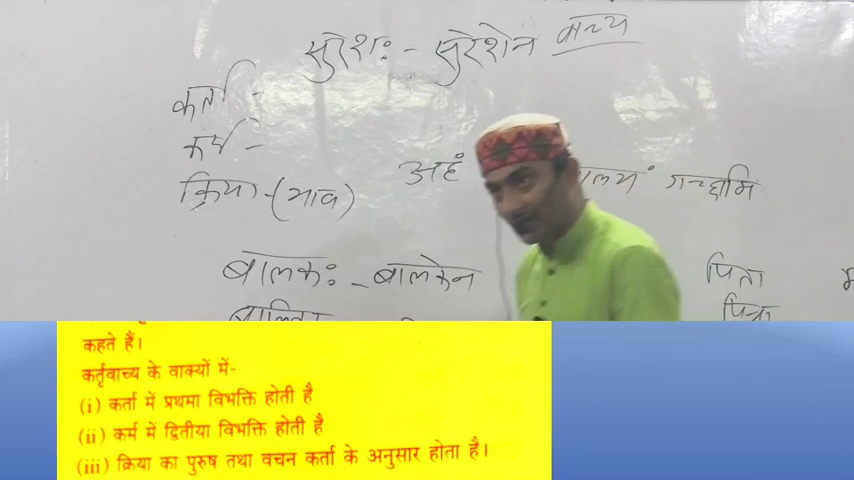 सुरेशः - सुरेशेन वाच्य
कर्ता -
कर्म -
क्रिया - (भाव)
अहं ालयं गच्छामि
बालकः - बालकेन पिता
बालिका पित्रा
कहते हैं।
कर्तृवाच्य के वाक्यों में-
(i) कर्ता में प्रथमा विभक्ति होती है
(ii) कर्म में द्वितीया विभक्ति होती है
(iii) क्रिया का पुरुष तथा वचन कर्ता के अनुसार होता है।